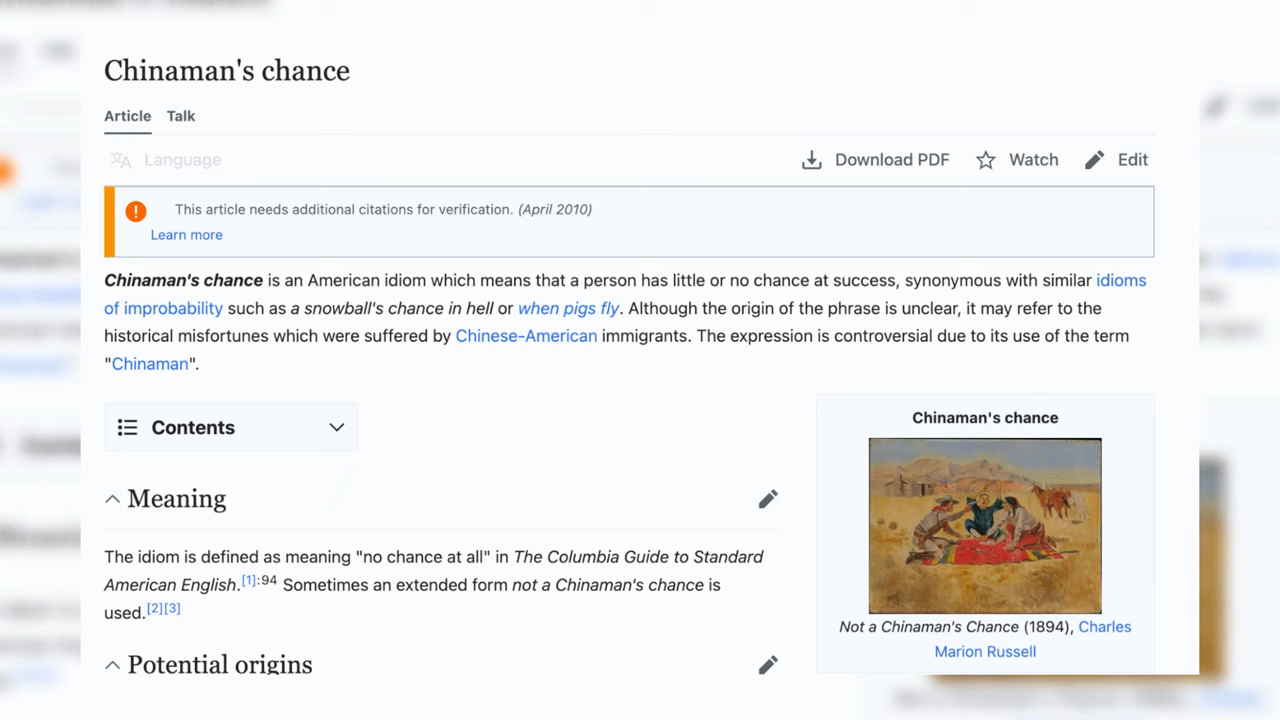 Chinaman's chance
Article Talk
Language Download PDF Watch Edit
This article needs additional citations for verification. (April 2010)
Learn more
Chinaman's chance is an American idiom which means that a person has little or no chance at success, synonymous with similar idioms
of improbability such as a snowball's chance in hell or when pigs fly. Although the origin of the phrase is unclear, it may refer to the
historical misfortunes which were suffered by Chinese-American immigrants. The expression is controversial due to its use of the term
"Chinaman".
Contents
Meaning
The idiom is defined as meaning "no chance at all" in The Columbia Guide to Standard
American English.[1]:94 Sometimes an extended form not a Chinaman's chance is
used.[2][3]
Potential origins
Chinaman's chance
Not a Chinaman's Chance (1894), Charles
Marion Russell